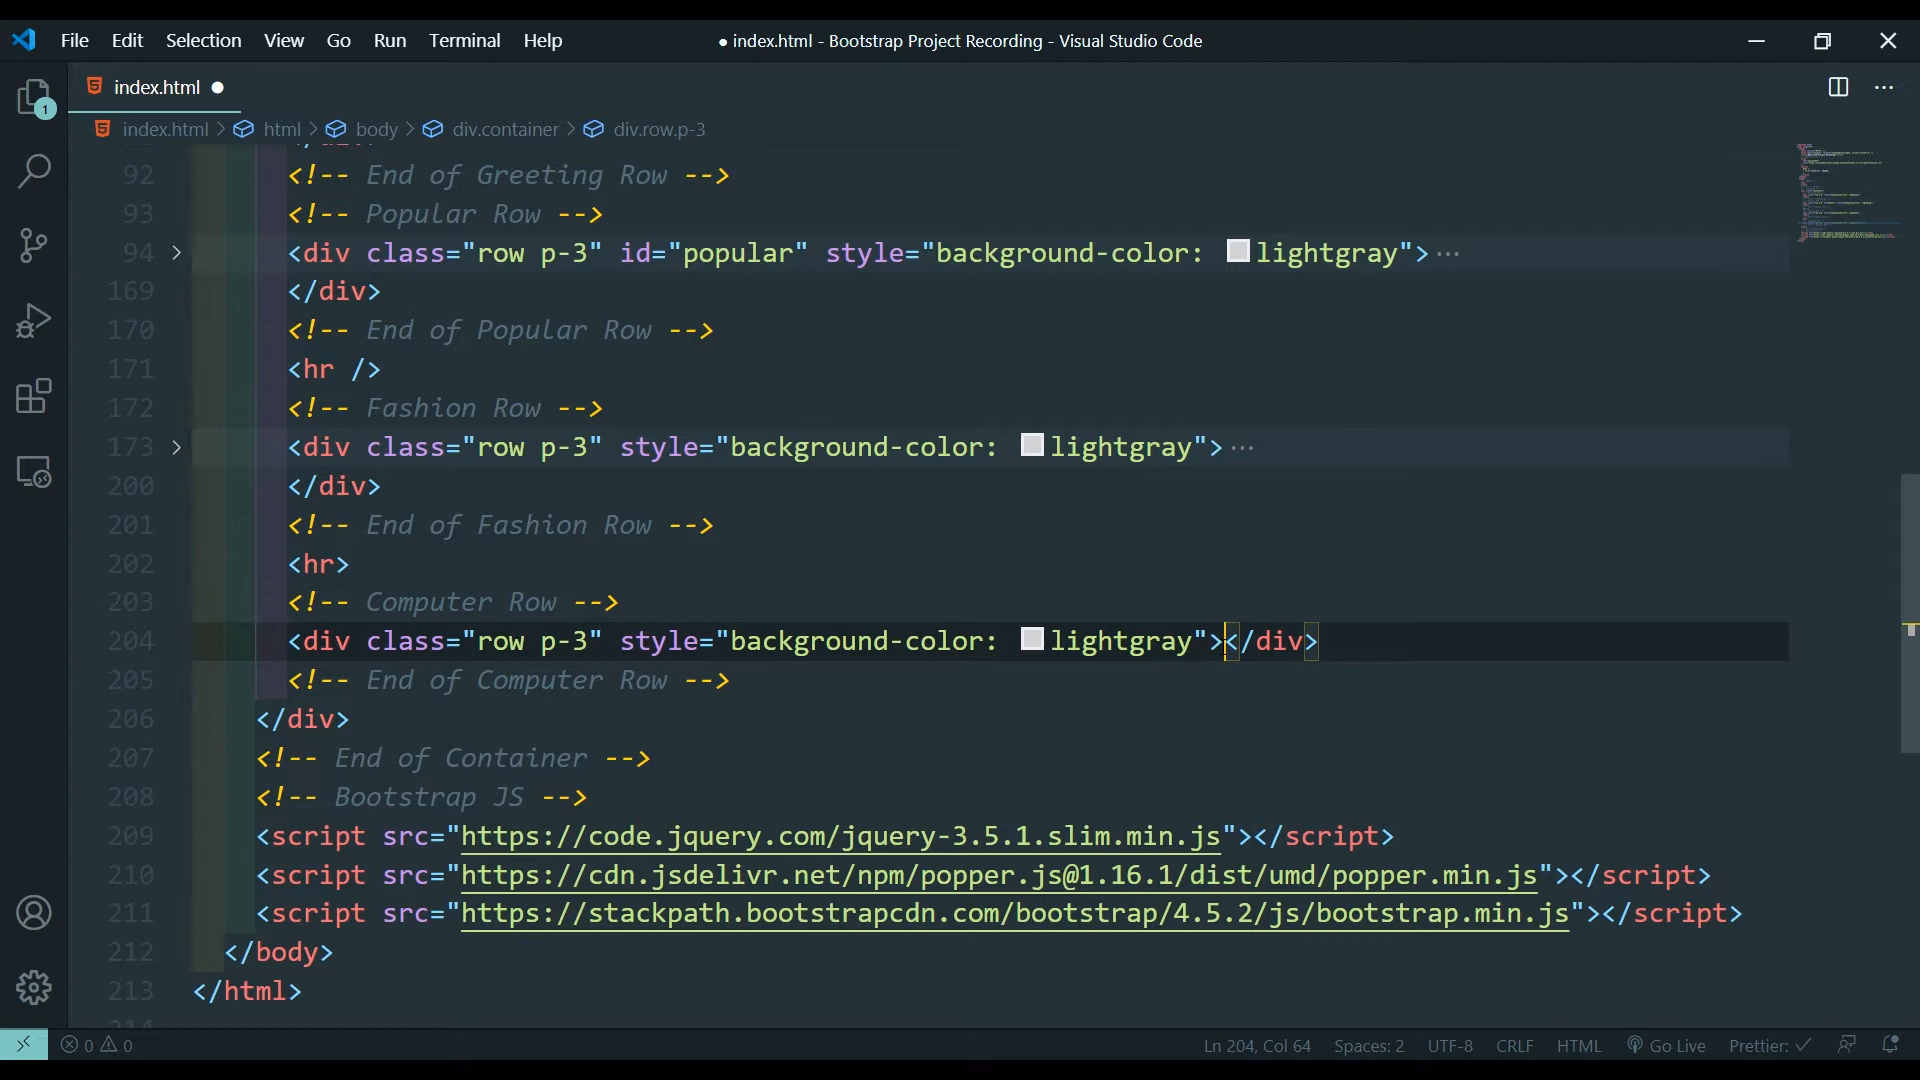 File Edit Selection View Go Run Terminal Help ● index.html - Bootstrap Project Recording - Visual Studio Code
index.html ●
1
index.html > html > body > div.container > div.row.p-3
92 <!-- End of Greeting Row -->
93 <!-- Popular Row -->
94 <div class="row p-3" id="popular" style="background-color: lightgray">...
169 </div>
170 <!-- End of Popular Row -->
171 <hr />
172 <!-- Fashion Row -->
173 <div class="row p-3" style="background-color: lightgray">...
200 </div>
201 <!-- End of Fashion Row -->
202 <hr>
203 <!-- Computer Row -->
204 <div class="row p-3" style="background-color: lightgray"></div>
205 <!-- End of Computer Row -->
206 </div>
207 <!-- End of Container -->
208 <!-- Bootstrap JS -->
209 <script src="https://code.jquery.com/jquery-3.5.1.slim.min.js"></script>
210 <script src="https://cdn.jsdelivr.net/npm/popper.js@1.16.1/dist/umd/popper.min.js"></script>
211 <script src="https://stackpath.bootstrapcdn.com/bootstrap/4.5.2/js/bootstrap.min.js"></script>
212 </body>
213 </html>
0 0 Ln 204, Col 64 Spaces: 2 UTF-8 CRLF HTML Go Live Prettier: ✓